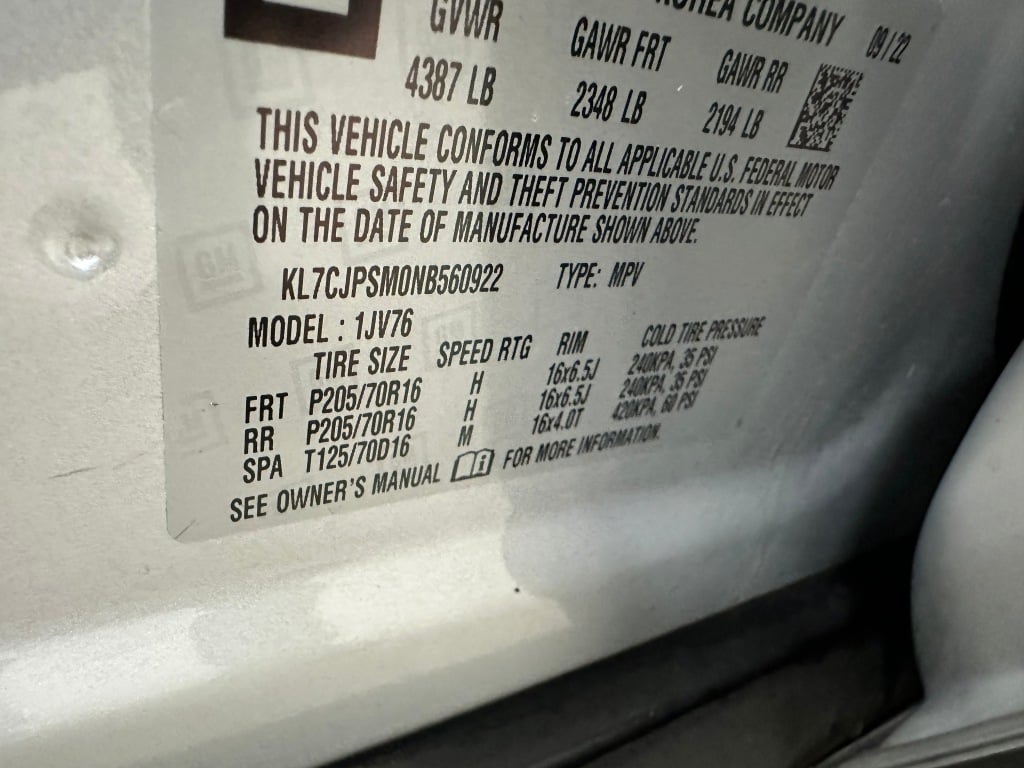 KOREA COMPANY 09/22
GVWR GAWR FRT GAWR RR
4387 LB 2348 LB 2194 LB
THIS VEHICLE CONFORMS TO ALL APPLICABLE U.S. FEDERAL MOTOR
VEHICLE SAFETY AND THEFT PREVENTION STANDARDS IN EFFECT
ON THE DATE OF MANUFACTURE SHOWN ABOVE.
KL7CJPSM0NB560922 TYPE: MPV
MODEL : 1JV76
TIRE SIZE SPEED RTG RIM COLD TIRE PRESSURE
FRT P205/70R16 H 16x6.5J 240KPA, 35 PSI
RR P205/70R16 H 16x6.5J 240KPA, 35 PSI
SPA T125/70D16 M 16x4.0T 420KPA, 60 PSI
SEE OWNER'S MANUAL FOR MORE INFORMATION.
GM